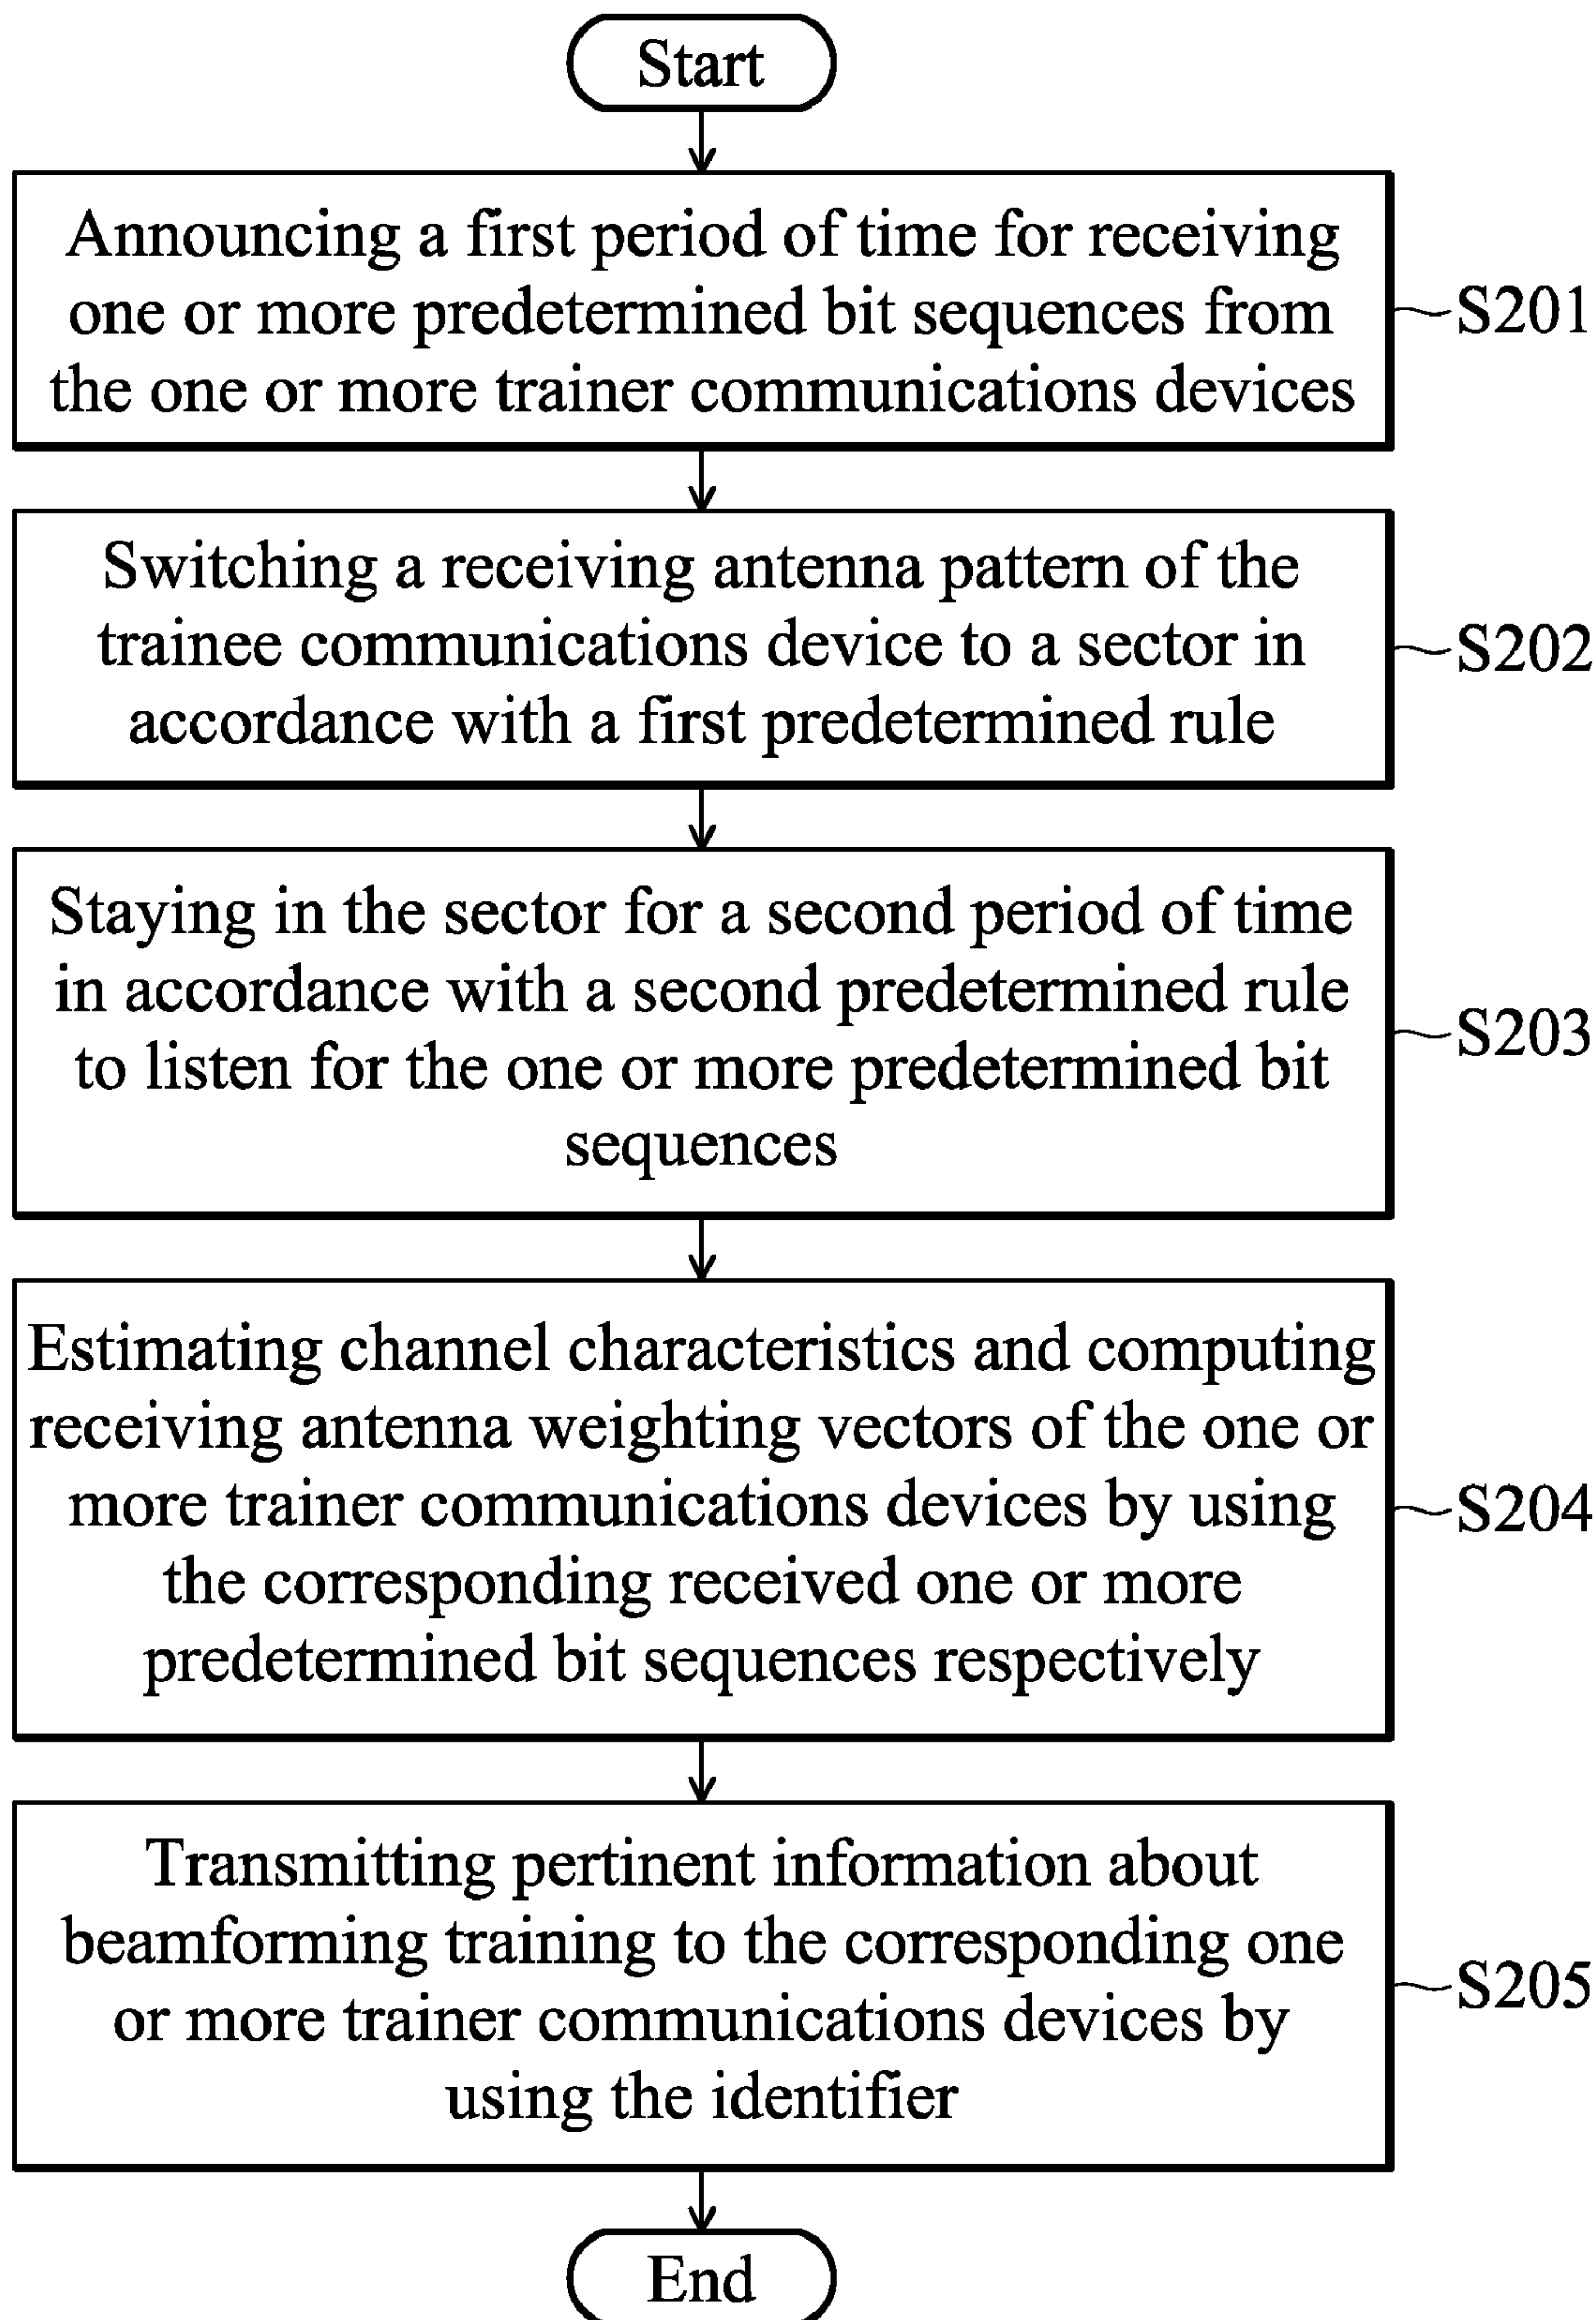 Start
Announcing a first period of time for receiving
one or more predetermined bit sequences from
the one or more trainer communications devices
S201
Switching a receiving antenna pattern of the
trainee communications device to a sector in
accordance with a first predetermined rule
S202
Staying in the sector for a second period of time
in accordance with a second predetermined rule
to listen for the one or more predetermined bit
sequences
S203
Estimating channel characteristics and computing
receiving antenna weighting vectors of the one or
more trainer communications devices by using
the corresponding received one or more
predetermined bit sequences respectively
S204
Transmitting pertinent information about
beamforming training to the corresponding one
or more trainer communications devices by
using the identifier
S205
End